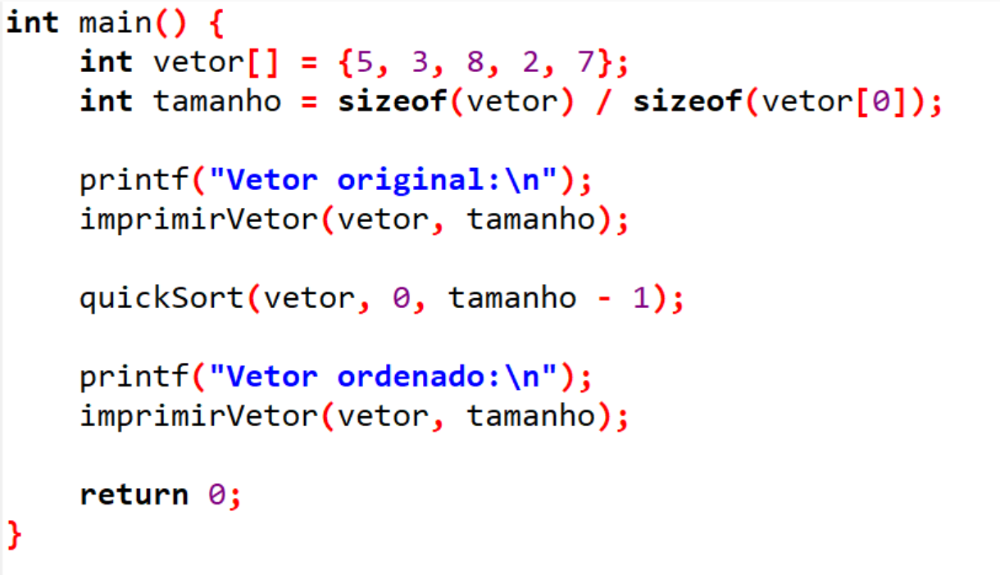 int main() {
    int vetor[] = {5, 3, 8, 2, 7};
    int tamanho = sizeof(vetor) / sizeof(vetor[0]);

    printf("Vetor original:\n");
    imprimirVetor(vetor, tamanho);

    quickSort(vetor, 0, tamanho - 1);

    printf("Vetor ordenado:\n");
    imprimirVetor(vetor, tamanho);

    return 0;
}